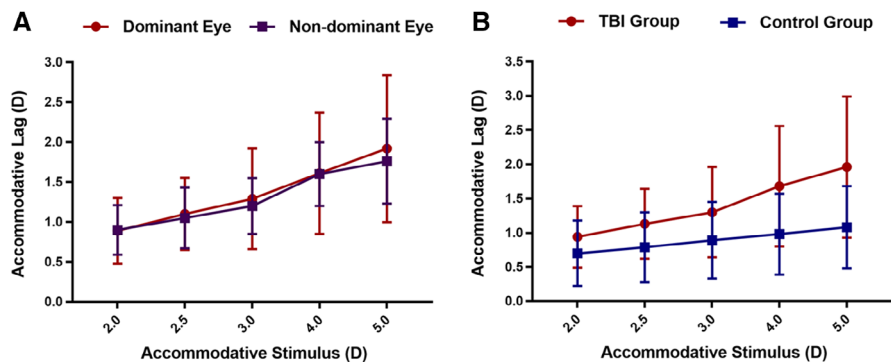 A
Dominant Eye
Non-dominant Eye
Accommodative Lag (D)
3.0
2.5
2.0
1.5
1.0
0.5
0.0
2.0
2.5
3.0
4.0
5.0
Accommodative Stimulus (D)
B
TBI Group
Control Group
Accommodative Lag (D)
3.5
3.0
2.5
2.0
1.5
1.0
0.5
0.0
2.0
2.5
3.0
4.0
5.0
Accommodative Stimulus (D)